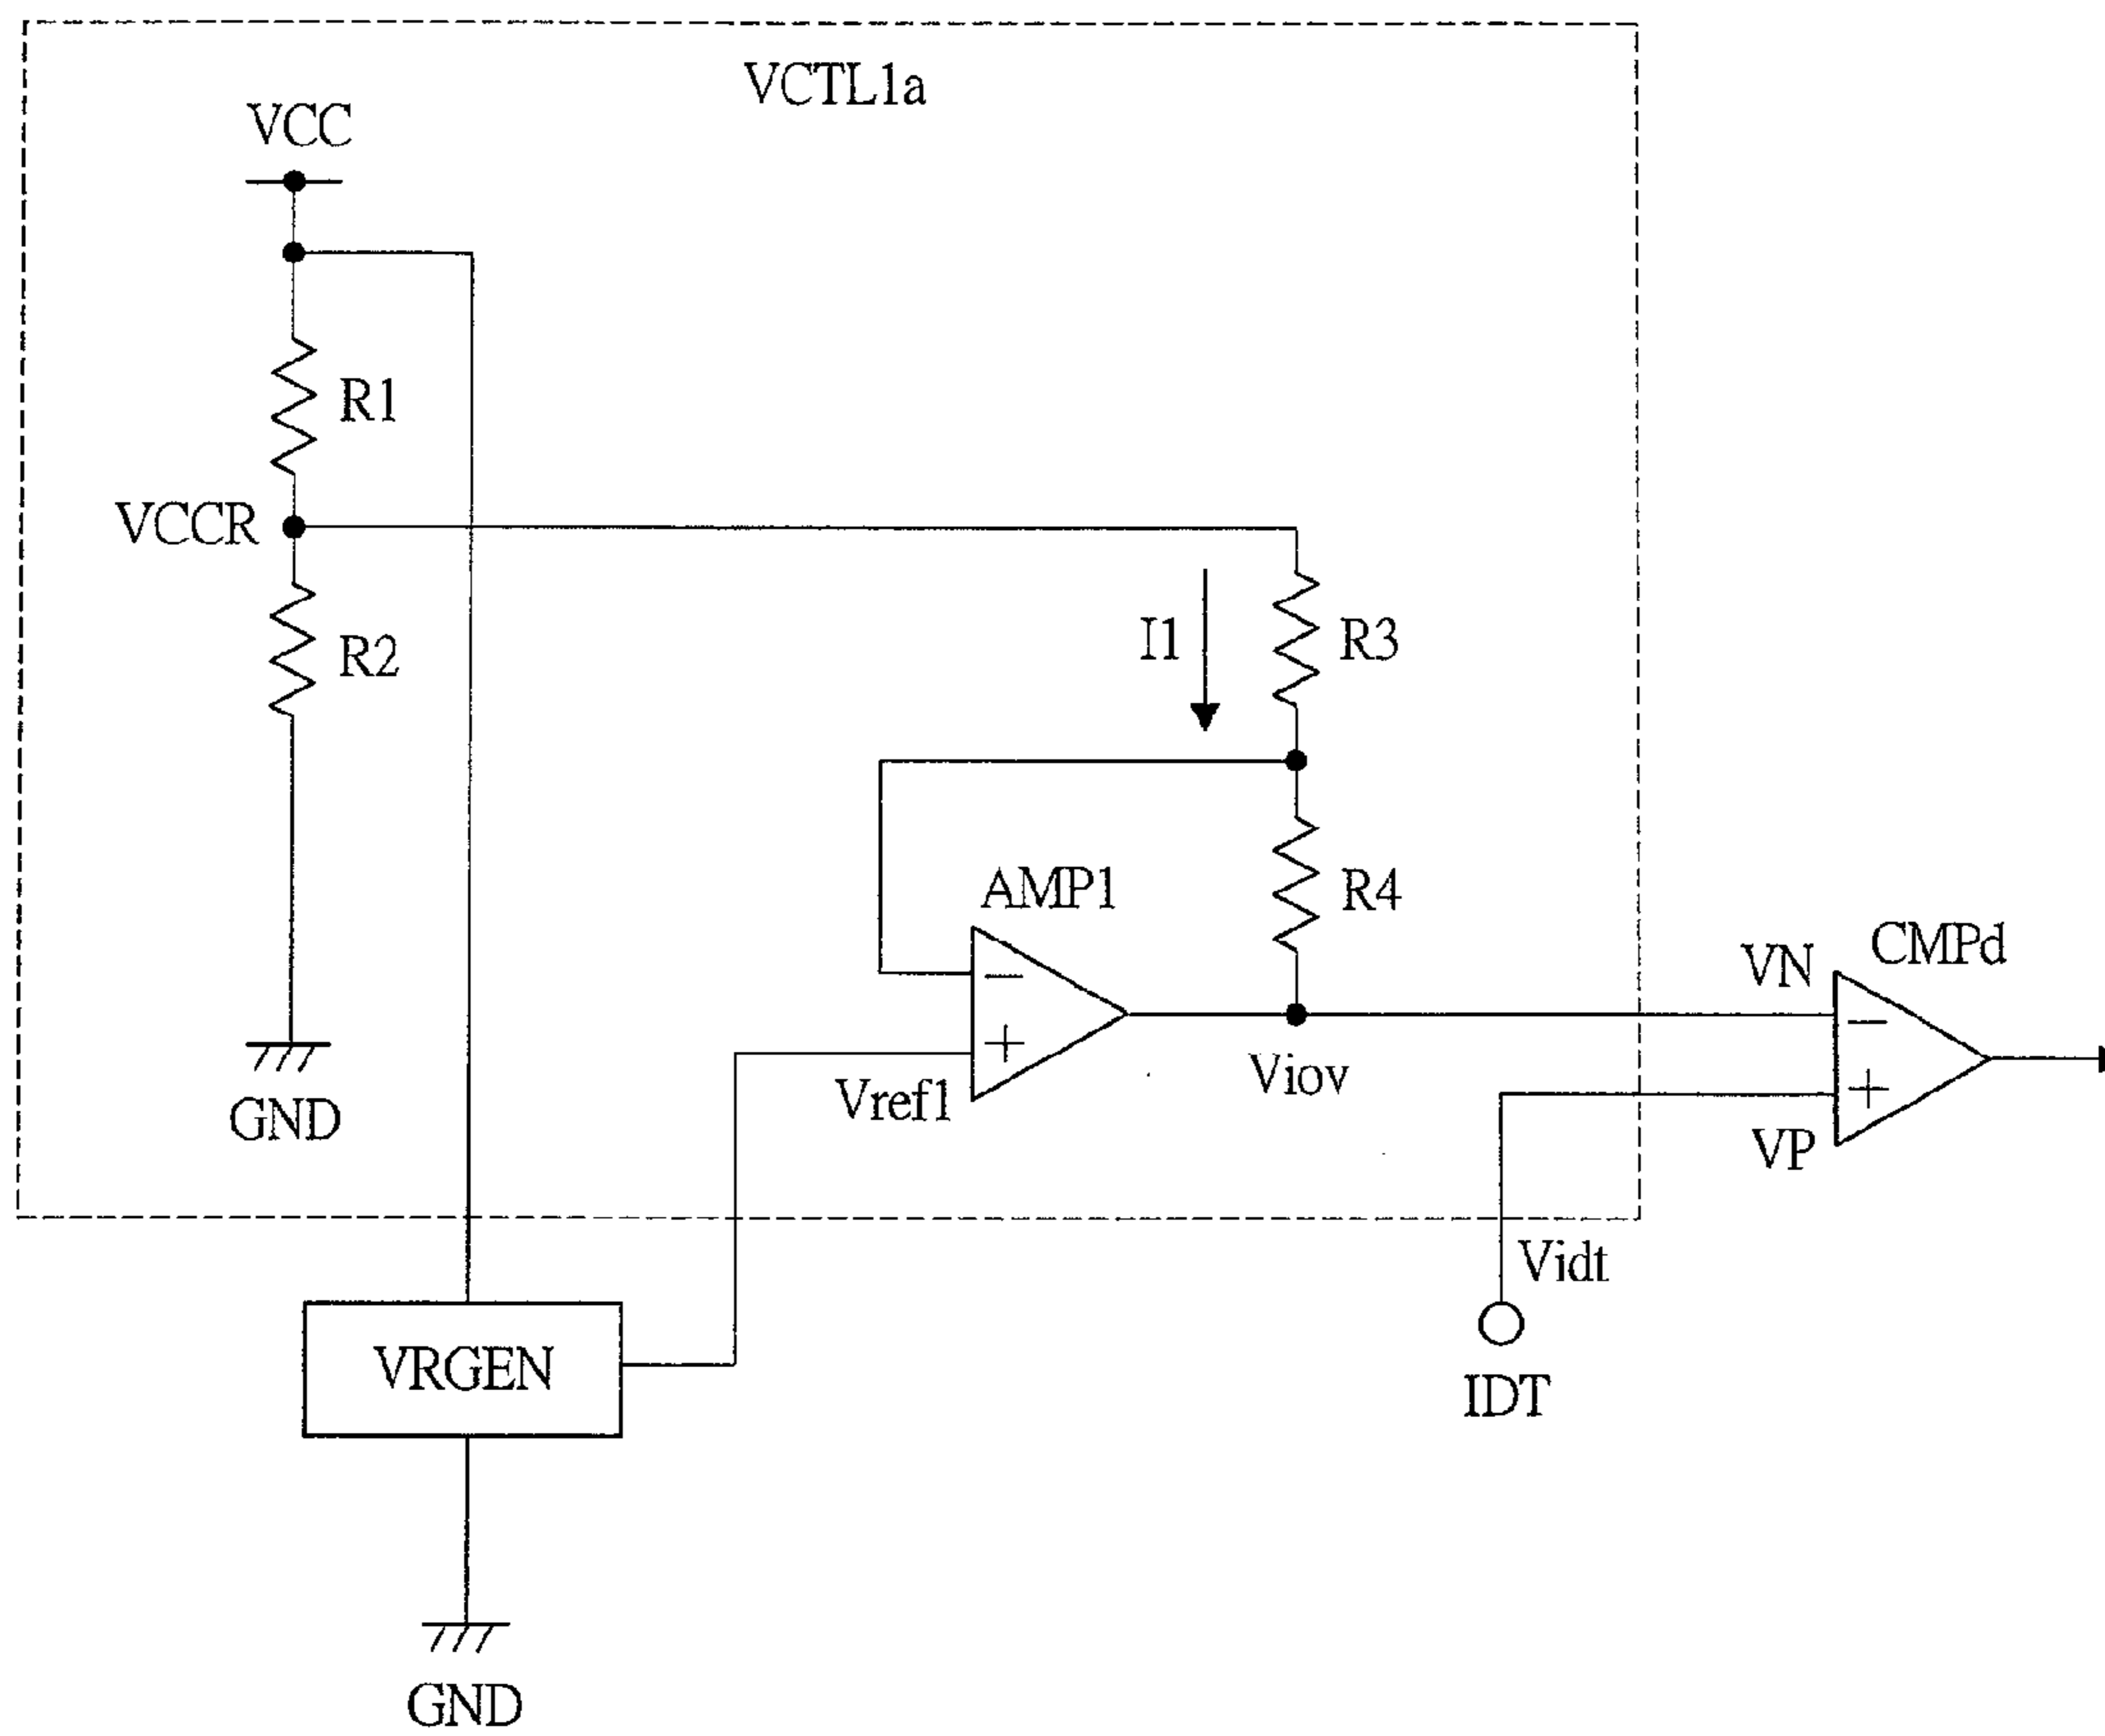 VCTL1a
VCC
R1
VCCR
R2
I1
R3
AMP1
R4
CMPd
VN
−
−
+
+
Viov
Vref1
GND
VP
Vidt
VRGEN
IDT
GND